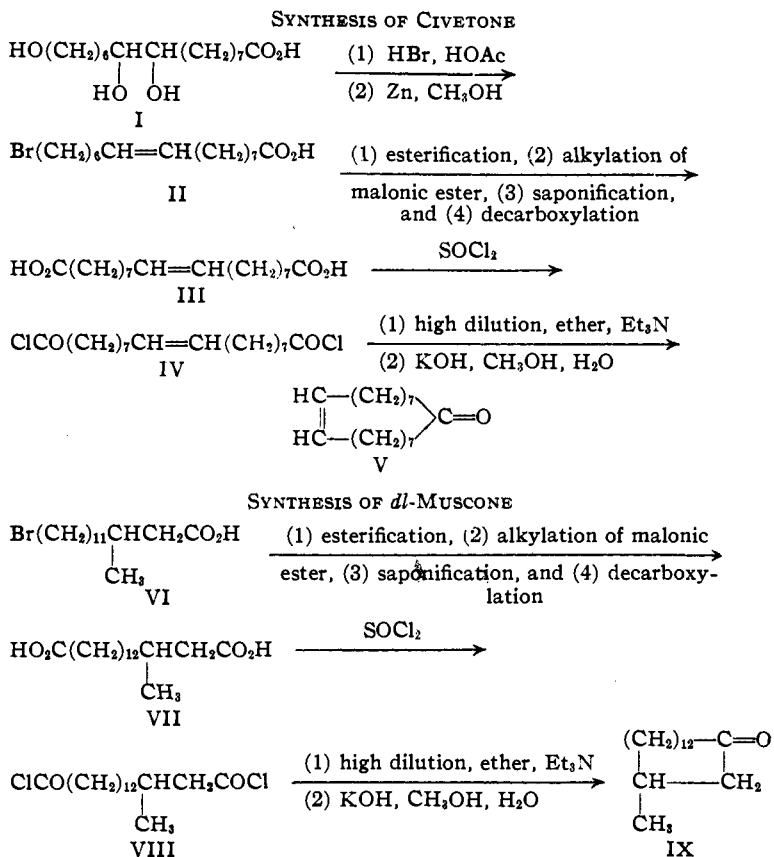 SYNTHESIS OF CIVETONE
HO(CH₂)₆CHCH(CH₂)₇CO₂H
(1) HBr, HOAc
(2) Zn, CH₃OH
HO OH
I
Br(CH₂)₆CH=CH(CH₂)₇CO₂H
(1) esterification, (2) alkylation of
malonic ester, (3) saponification,
and (4) decarboxylation
II
HO₂C(CH₂)₇CH=CH(CH₂)₇CO₂H
SOCl₂
III
ClCO(CH₂)₇CH=CH(CH₂)₇COCl
(1) high dilution, ether, Et₃N
(2) KOH, CH₃OH, H₂O
IV
HC—(CH₂)₇
C=O
HC—(CH₂)₇
V
SYNTHESIS OF dl-MUSCONE
Br(CH₂)₁₁CHCH₂CO₂H
(1) esterification, (2) alkylation of malonic
ester, (3) saponification, and (4) decarboxy-
lation
CH₃
VI
HO₂C(CH₂)₁₂CHCH₂CO₂H
SOCl₂
CH₃
VII
ClCO(CH₂)₁₂CHCH₂COCl
(1) high dilution, ether, Et₃N
(2) KOH, CH₃OH, H₂O
CH₃
VIII
(CH₂)₁₂—C=O
CH—CH₂
CH₃
IX